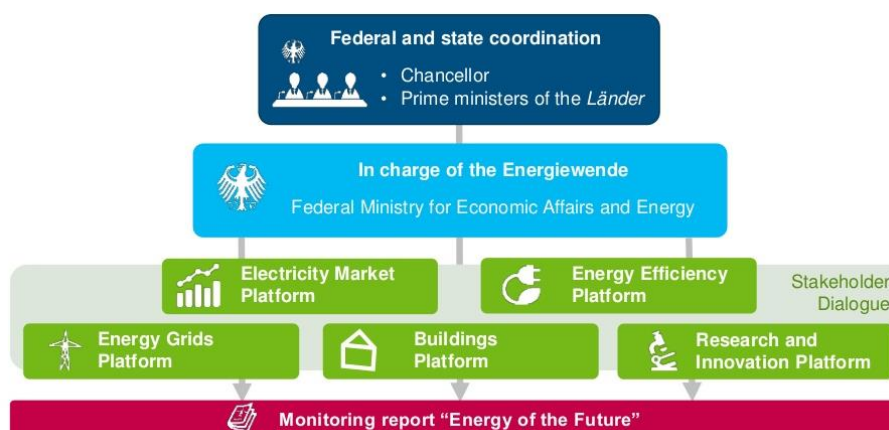 Federal and state coordination
• Chancellor
• Prime ministers of the Länder
In charge of the Energiewende
Federal Ministry for Economic Affairs and Energy
Electricity Market
Platform
Energy Efficiency
Platform
Stakeholder
Dialogue
Energy Grids
Platform
Buildings
Platform
Research and
Innovation Platform
Monitoring report “Energy of the Future”